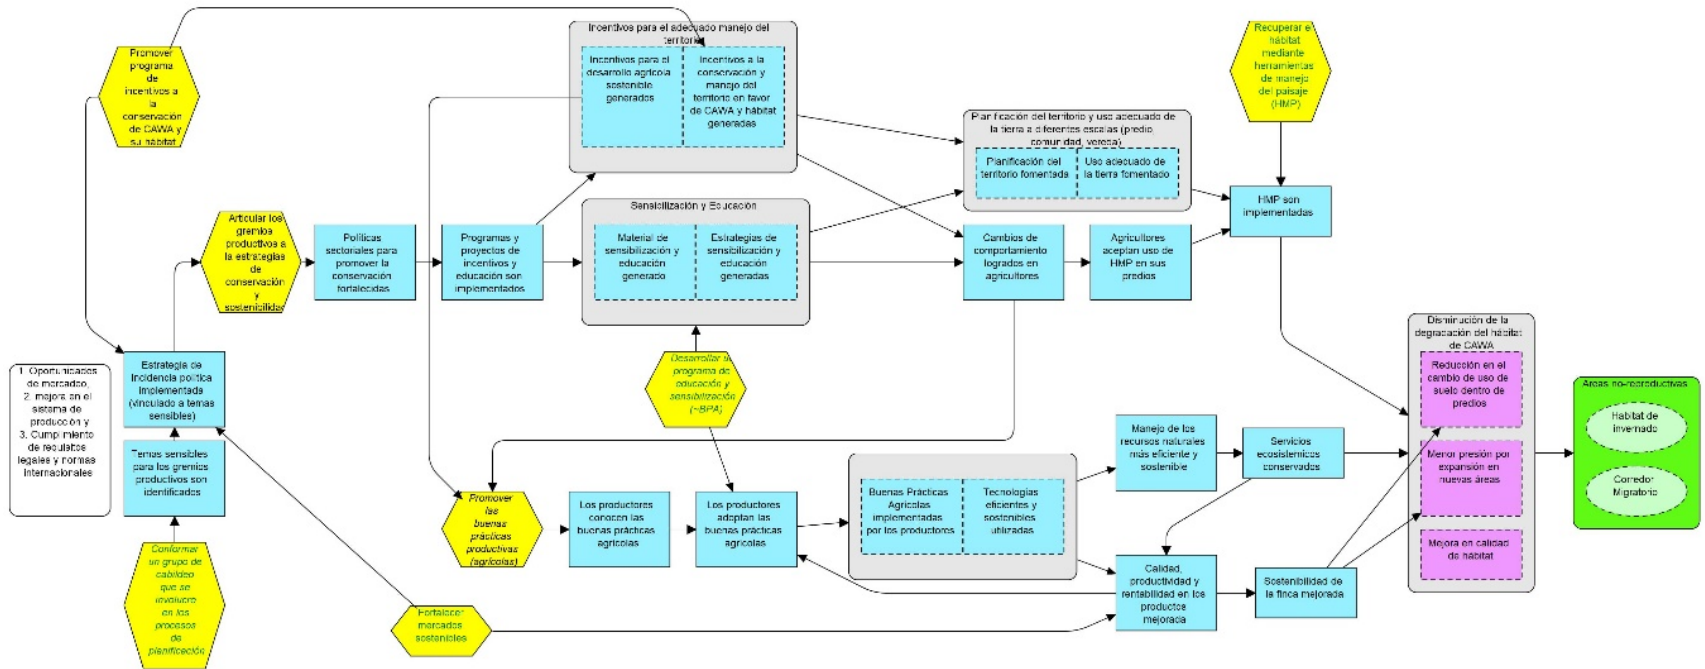 Promover
programa
de
incentivos a
la
conservación
de CAWA y
su hábitat
Incentivos para el adecuado manejo del
territorio
Incentivos para el
desarrollo agrícola
sostenible
generados
Incentivos a la
conservación y
manejo del
territorio en favor
de CAWA y hábitat
generadas
Recuperar el
hábitat
mediante
herramientas
de manejo
del paisaje
(HMP)
Planificación del territorio y uso adecuado de
la tierra a diferentes escalas (predio,
comunidad, vereda)
Planificación del
territorio fomentada
Uso adecuado de
la tierra fomentado
HMP son
implementadas
Articular los
gremios
productivos a
la estrategias
de
conservación
y
sostenibilidad
Políticas
sectoriales para
promover la
conservación
fortalecidas
Programas y
proyectos de
incentivos y
educación son
implementados
Sensibilización y Educación
Material de
sensibilización y
educación
generado
Estrategias de
sensibilización y
educación
generadas
Cambios de
comportamiento
logrados en
agricultores
Agricultores
aceptan uso de
HMP en sus
predios
1. Oportunidades
de mercadeo,
2. mejora en el
sistema de
producción y
3. Cumplimiento
de requisitos
legales y normas
internacionales
Estrategia de
incidencia política
implementada
(vinculado a temas
sensibles)
Temas sensibles
para los gremios
productivos son
identificados
Conformar
un grupo de
cabildeo
que se
involucre
en los
procesos
de
planificación
Desarrollar un
programa de
educación y
sensibilización
(~BPA)
Fortalecer
mercados
sostenibles
Promover
las
buenas
prácticas
productivas
(agrícolas)
Los productores
conocen las
buenas prácticas
agrícolas
Los productores
adoptan las
buenas prácticas
agrícolas
Buenas Prácticas
Agrícolas
implementadas
por los productores
Tecnologías
eficientes y
sostenibles
utilizadas
Manejo de los
recursos naturales
más eficiente y
sostenible
Servicios
ecosistemicos
conservados
Calidad,
productividad y
rentabilidad en los
productos
mejorada
Sostenibilidad de
la finca mejorada
Disminución de la
degradación del hábitat
de CAWA
Reducción en el
cambio de uso de
suelo dentro de
predios
Menor presión por
expansión en
nuevas áreas
Mejora en calidad
de hábitat
Areas no-reproductivas
Habitat de
invernado
Corredor
Migratorio